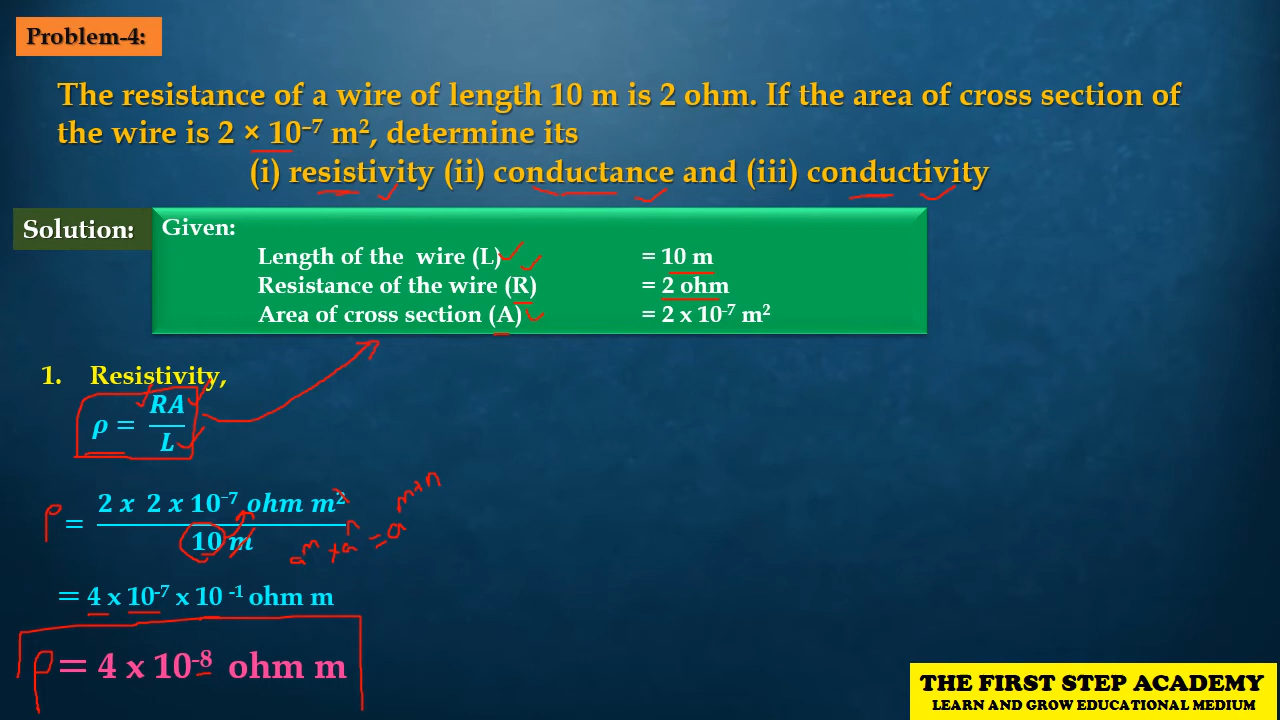 Problem-4:
The resistance of a wire of length 10 m is 2 ohm. If the area of cross section of
the wire is 2 × 10⁻⁷ m², determine its
(i) resistivity (ii) conductance and (iii) conductivity
Solution:
Given:
Length of the wire (L) = 10 m
Resistance of the wire (R) = 2 ohm
Area of cross section (A) = 2 x 10⁻⁷ m²
1. Resistivity,
ρ = RA / L
ρ = 2 x 2 x 10⁻⁷ ohm m² / 10 m
aᵐ × aⁿ = aᵐ⁺ⁿ
= 4 x 10⁻⁷ x 10 ⁻¹ ohm m
ρ = 4 x 10⁻⁸ ohm m
THE FIRST STEP ACADEMY
LEARN AND GROW EDUCATIONAL MEDIUM